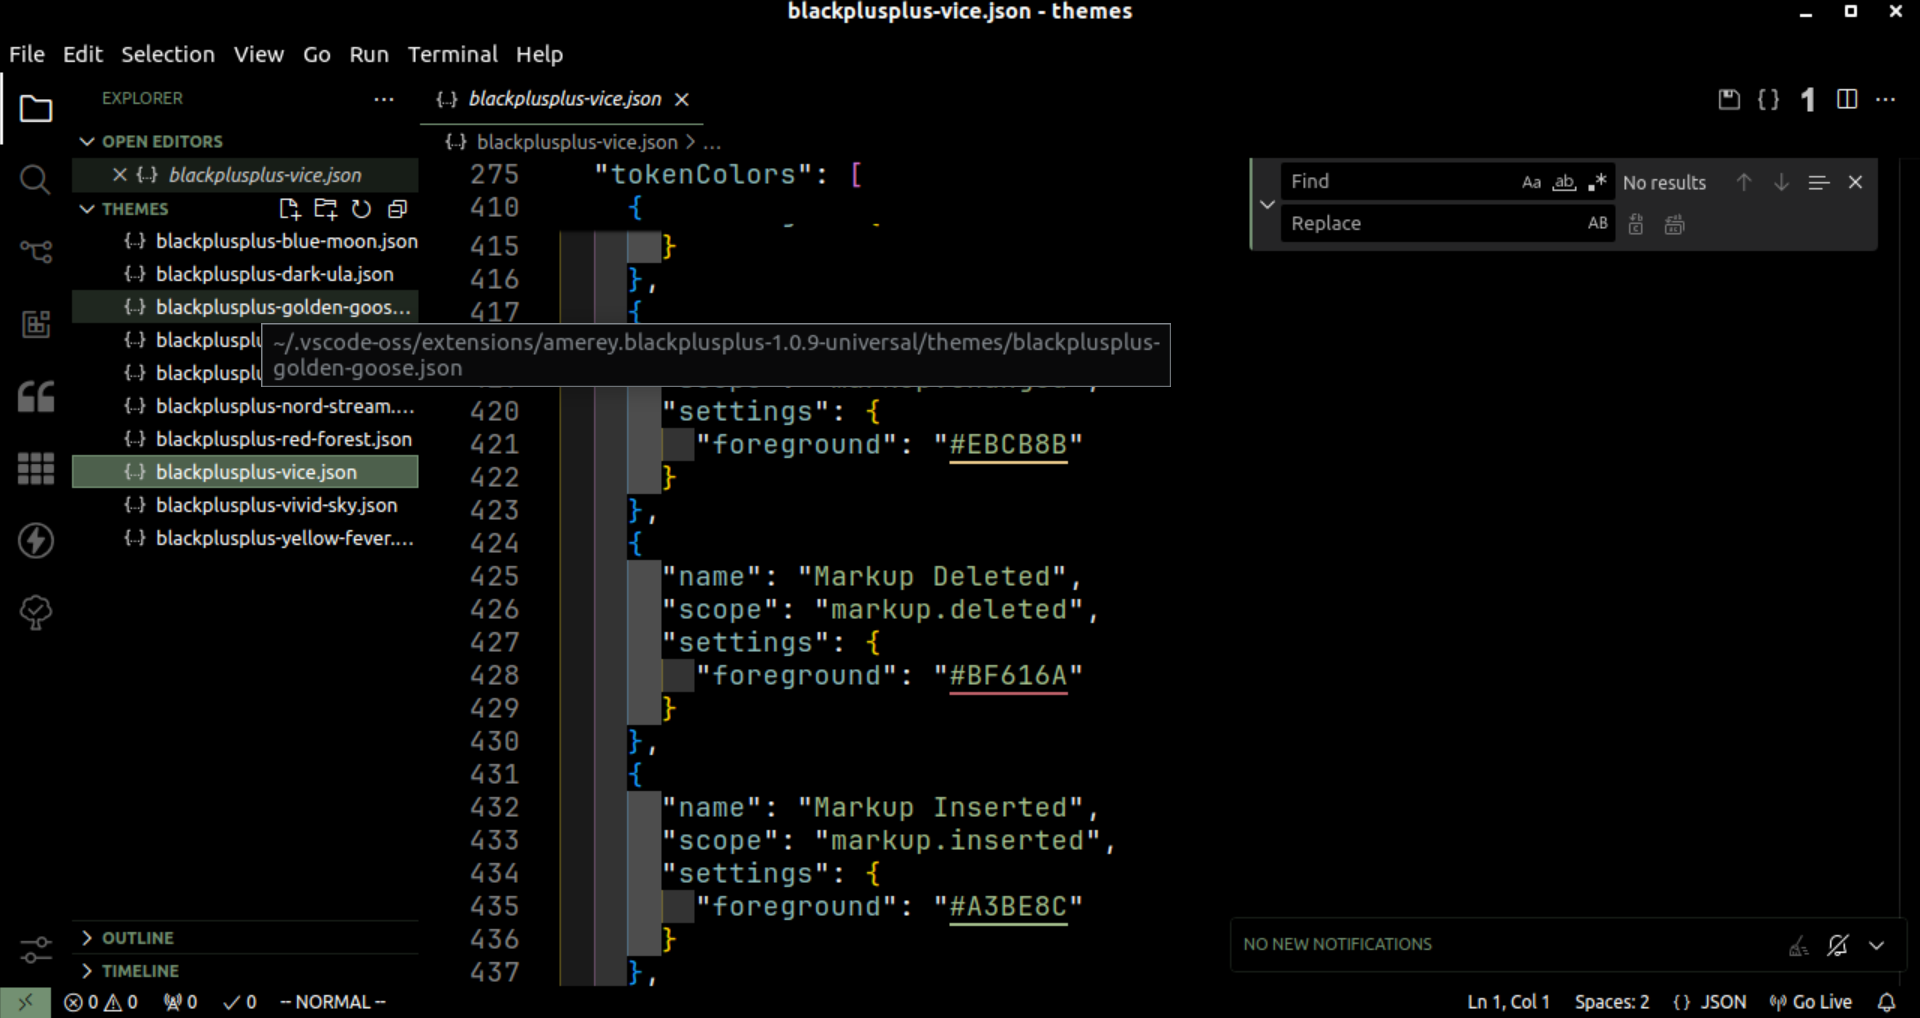 blackplusplus-vice.json - themes
File Edit Selection View Go Run Terminal Help
EXPLORER
blackplusplus-vice.json
1
OPEN EDITORS
blackplusplus-vice.json > ...
blackplusplus-vice.json
THEMES
blackplusplus-blue-moon.json
blackplusplus-dark-ula.json
blackplusplus-golden-goos...
blackplusplu
blackplusplu
blackplusplus-nord-stream....
blackplusplus-red-forest.json
blackplusplus-vice.json
blackplusplus-vivid-sky.json
blackplusplus-yellow-fever....
OUTLINE
TIMELINE
275 "tokenColors": [
410 {
415 }
416 },
417 {
~/.vscode-oss/extensions/amerey.blackplusplus-1.0.9-universal/themes/blackplusplus-
golden-goose.json
420 "settings": {
421 "foreground": "#EBCB8B"
422 }
423 },
424 {
425 "name": "Markup Deleted",
426 "scope": "markup.deleted",
427 "settings": {
428 "foreground": "#BF616A"
429 }
430 },
431 {
432 "name": "Markup Inserted",
433 "scope": "markup.inserted",
434 "settings": {
435 "foreground": "#A3BE8C"
436 }
437 },
Find Aa ab .* No results
Replace AB
NO NEW NOTIFICATIONS
0 0 0 0 -- NORMAL --
Ln 1, Col 1 Spaces: 2 {} JSON Go Live